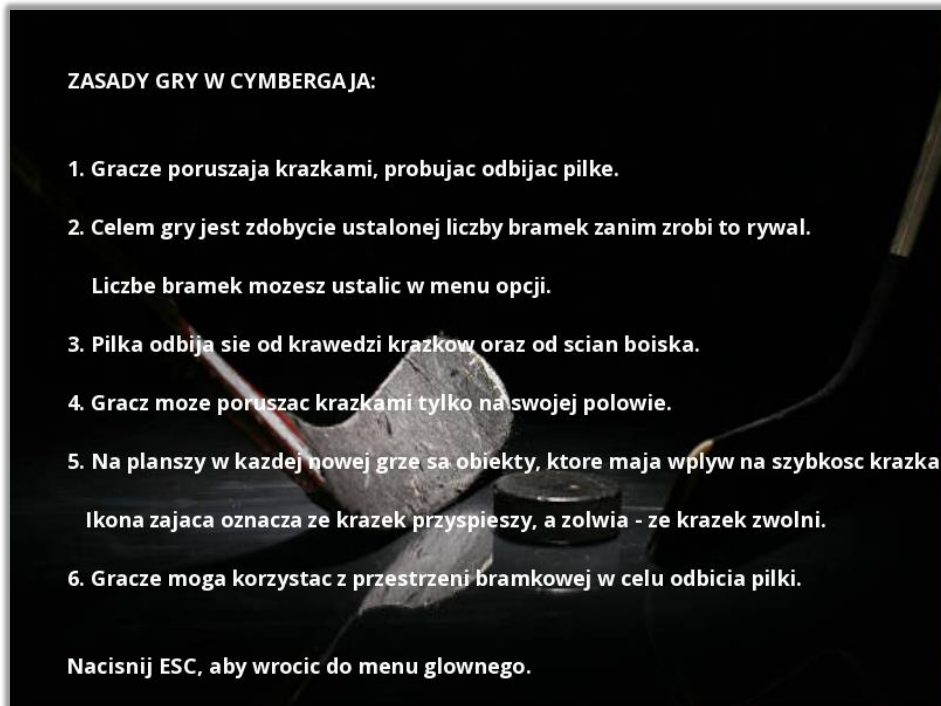 ZASADY GRY W CYMBERGAJA:
1. Gracze poruszaja krazkami, probujac odbijac pilke.
2. Celem gry jest zdobycie ustalonej liczby bramek zanim zrobi to rywal.
Liczbe bramek mozesz ustalic w menu opcji.
3. Pilka odbija sie od krawedzi krazkow oraz od scian boiska.
4. Gracz moze poruszac krazkami tylko na swojej polowie.
5. Na planszy w kazdej nowej grze sa obiekty, ktore maja wplyw na szybkosc krazka
Ikona zajaca oznacza ze krazek przyspieszy, a zolwia - ze krazek zwolni.
6. Gracze moga korzystac z przestrzeni bramkowej w celu odbicia pilki.
Nacisnij ESC, aby wrocic do menu glownego.